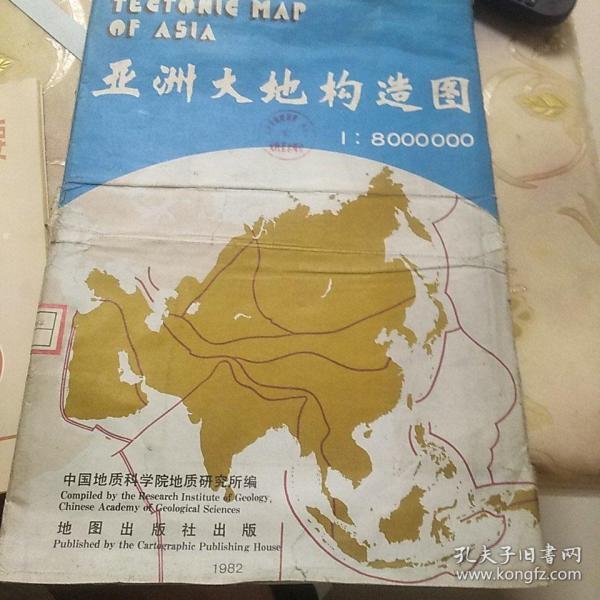 TECTONIC MAP
OF ASIA
亚洲大地构造图
1:8000000
中国地质科学院地质研究所编
Compiled by the Research Institute of Geology,
Chinese Academy of Geological Sciences
地图出版社出版
Published by the Cartographic Publishing House
1982
孔夫子旧书网
www.kongfz.com